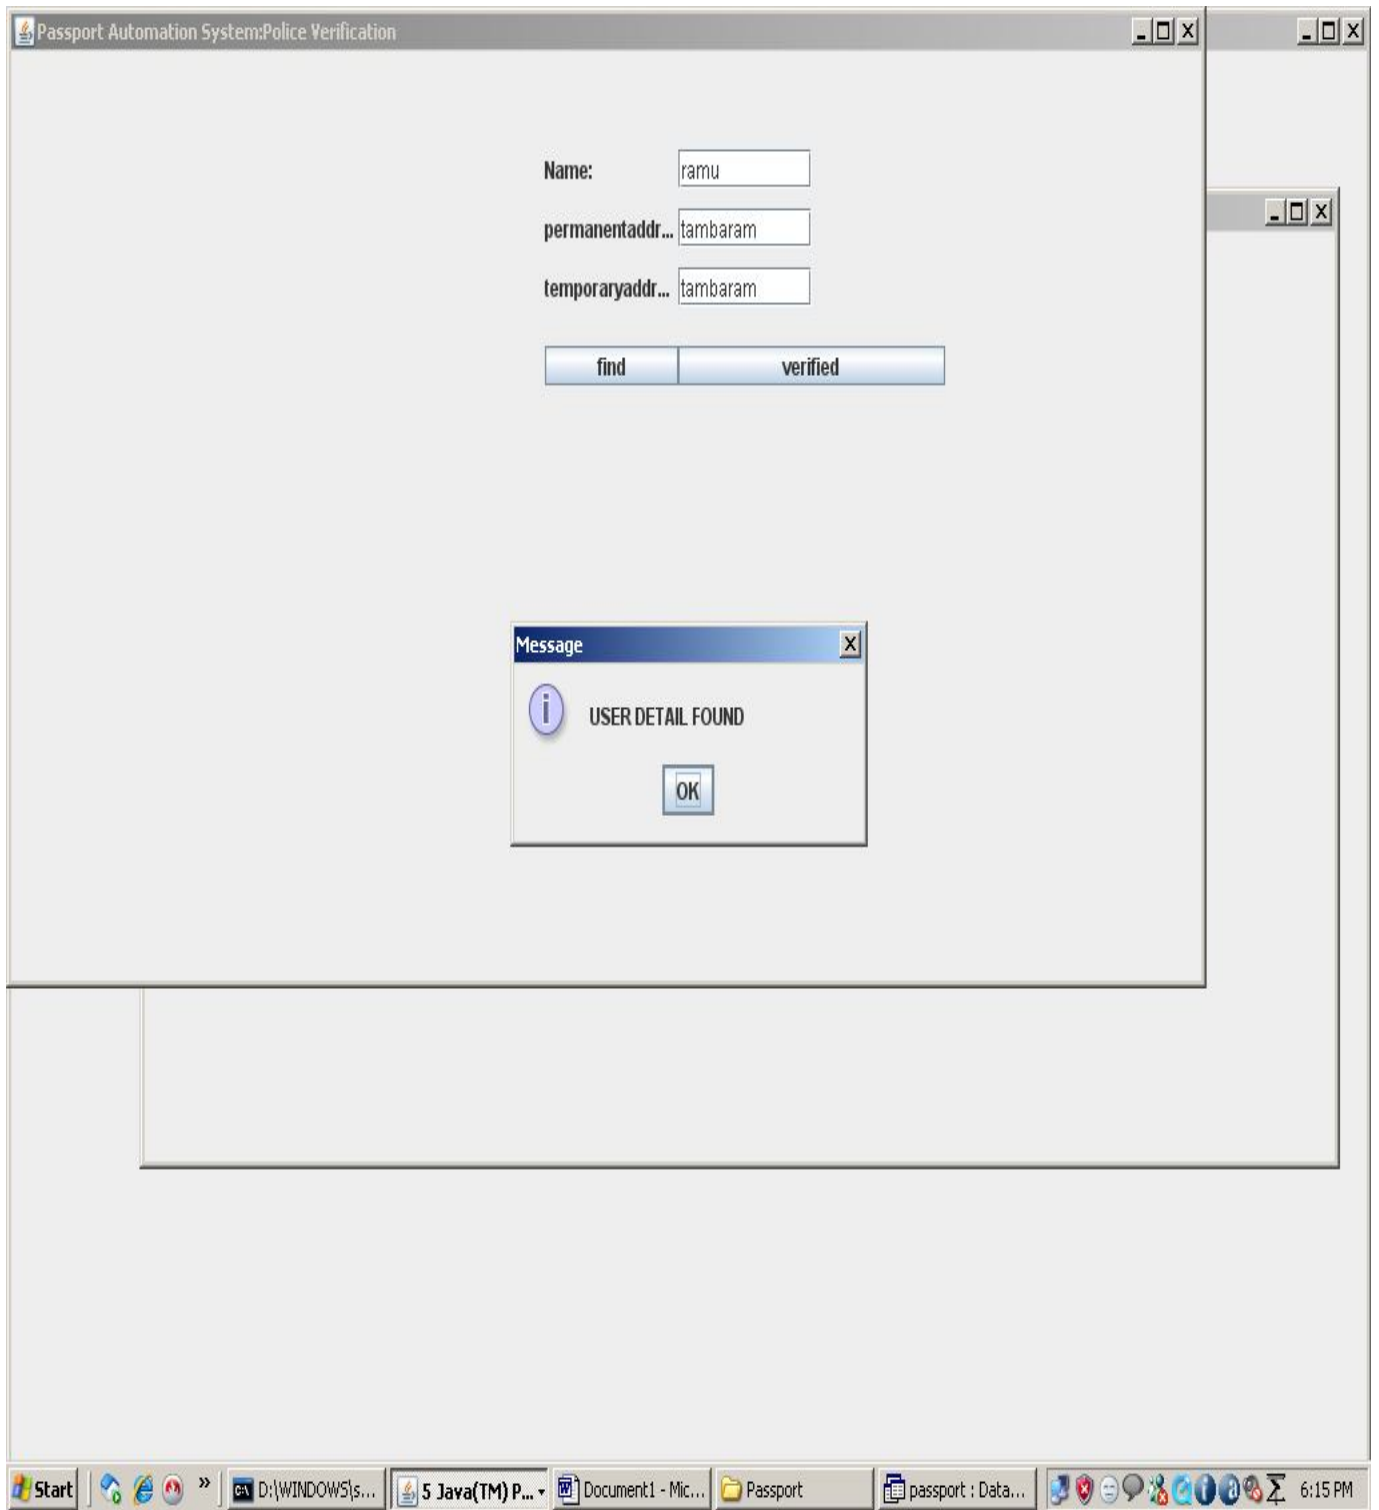 Passport Automation System:Police Verification
Name: ramu
permanentaddr... tambaram
temporaryaddr... tambaram
find verified
Message
USER DETAIL FOUND
OK
Start » D:\WINDOWS\s... 5 Java(TM) P... Document1 - Mic... Passport passport : Data... 6:15 PM